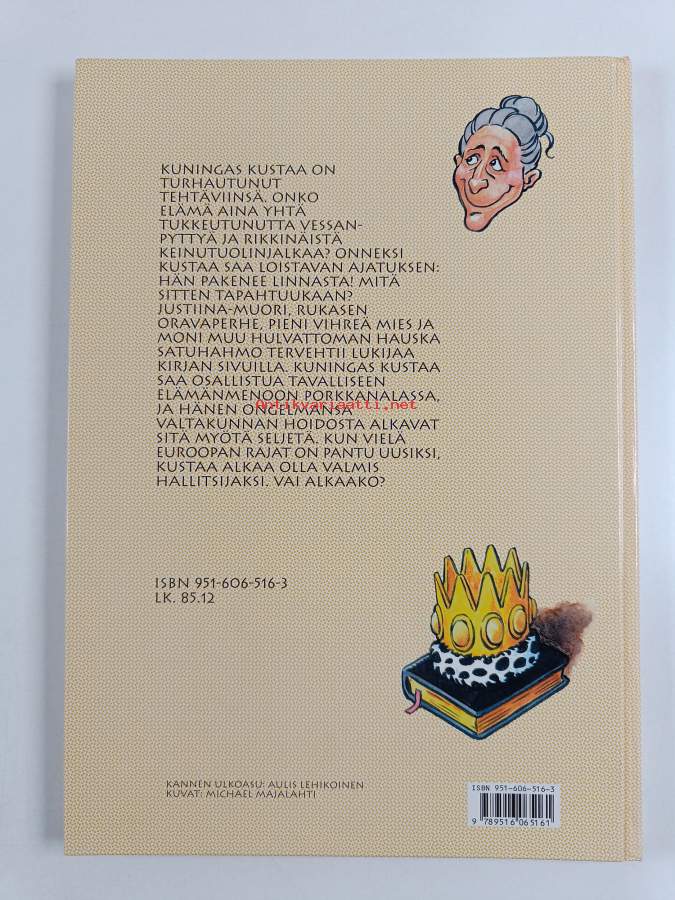 KUNINGAS KUSTAA ON
TURHAUTUNUT
TEHTÄVIINSÄ. ONKO
ELÄMÄ AINA YHTÄ
TUKKEUTUNUTTA VESSAN-
PYTTYÄ JA RIKKINÄISTÄ
KEINUTUOLINJALKAA? ONNEKSI
KUSTAA SAA LOISTAVAN AJATUKSEN:
HÄN PAKENEE LINNASTA! MITÄ
SITTEN TAPAHTUUKAAN?
JUSTIINA-MUORI, RUKASEN
ORAVAPERHE, PIENI VIHREÄ MIES JA
MONI MUU HULVATTOMAN HAUSKA
SATUHAHMO TERVEHTII LUKIJAA
KIRJAN SIVUILLA. KUNINGAS KUSTAA
SAA OSALLISTUA TAVALLISEEN
ELÄMÄNMENOON PORKKANALASSA,
Antikvariaatti.net
JA HÄNEN ONGELMANSA
VALTAKUNNAN HOIDOSTA ALKAVAT
SITÄ MYÖTÄ SELJETÄ. KUN VIELÄ
EUROOPAN RAJAT ON PANTU UUSIKSI,
KUSTAA ALKAA OLLA VALMIS
HALLITSIJAKSI. VAI ALKAAKO?
ISBN 951-606-516-3
LK. 85.12
KANNEN ULKOASU: AULIS LEHIKOINEN
KUVAT: MICHAEL MAJALAHTI
ISBN 951-606-516-3
9 789516 065161